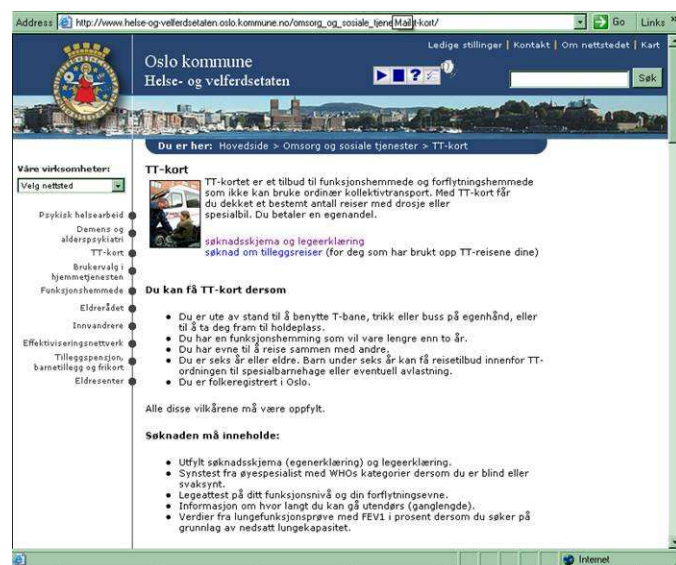 Address http://www.helse-og-velferdsetaten.oslo.kommune.no/omsorg_og_sosiale_tjene Mail t-kort/ Go Links »
Ledige stillinger | Kontakt | Om nettstedet | Kart
Oslo kommune
Helse- og velferdsetaten
Søk
Du er her: Hovedside > Omsorg og sosiale tjenester > TT-kort
Våre virksomheter:
Velg nettsted
Psykisk helsearbeid
Demens og
alderspsykiatri
TT-kort
Brukervalg i
hjemmetjenesten
Funksjonshemmede
Eldrerådet
Innvandrere
Effektiviseringsnettverk
Tilleggspensjon,
barnetillegg og frikort
Eldresenter
TT-kort
TT-kortet er et tilbud til funksjonshemmede og forflytningshemmede
som ikke kan bruke ordinær kollektivtransport. Med TT-kort får
du dekket et bestemt antall reiser med drosje eller
spesialbil. Du betaler en egenandel.
søknadsskjema og legeerklæring
søknad om tilleggsreiser (for deg som har brukt opp TT-reisene dine)
Du kan få TT-kort dersom
• Du er ute av stand til å benytte T-bane, trikk eller buss på egenhånd, eller
til å ta deg fram til holdeplass.
• Du har en funksjonshemming som vil vare lengre enn to år.
• Du har evne til å reise sammen med andre.
• Du er seks år eller eldre. Barn under seks år kan få reisetilbud innenfor TT-
ordningen til spesialbarnehage eller eventuell avlastning.
• Du er folkeregistrert i Oslo.
Alle disse vilkårene må være oppfylt.
Søknaden må inneholde:
• Utfylt søknadsskjema (egenerklæring) og legeerklæring.
• Synstest fra øyespesialist med WHOs kategorier dersom du er blind eller
svaksynt.
• Legeattest på ditt funksjonsnivå og din forflytningsevne.
• Informasjon om hvor langt du kan gå utendørs (ganglengde).
• Verdier fra lungefunksjonsprøve med FEV1 i prosent dersom du søker på
grunnlag av nedsatt lungekapasitet.
Internet